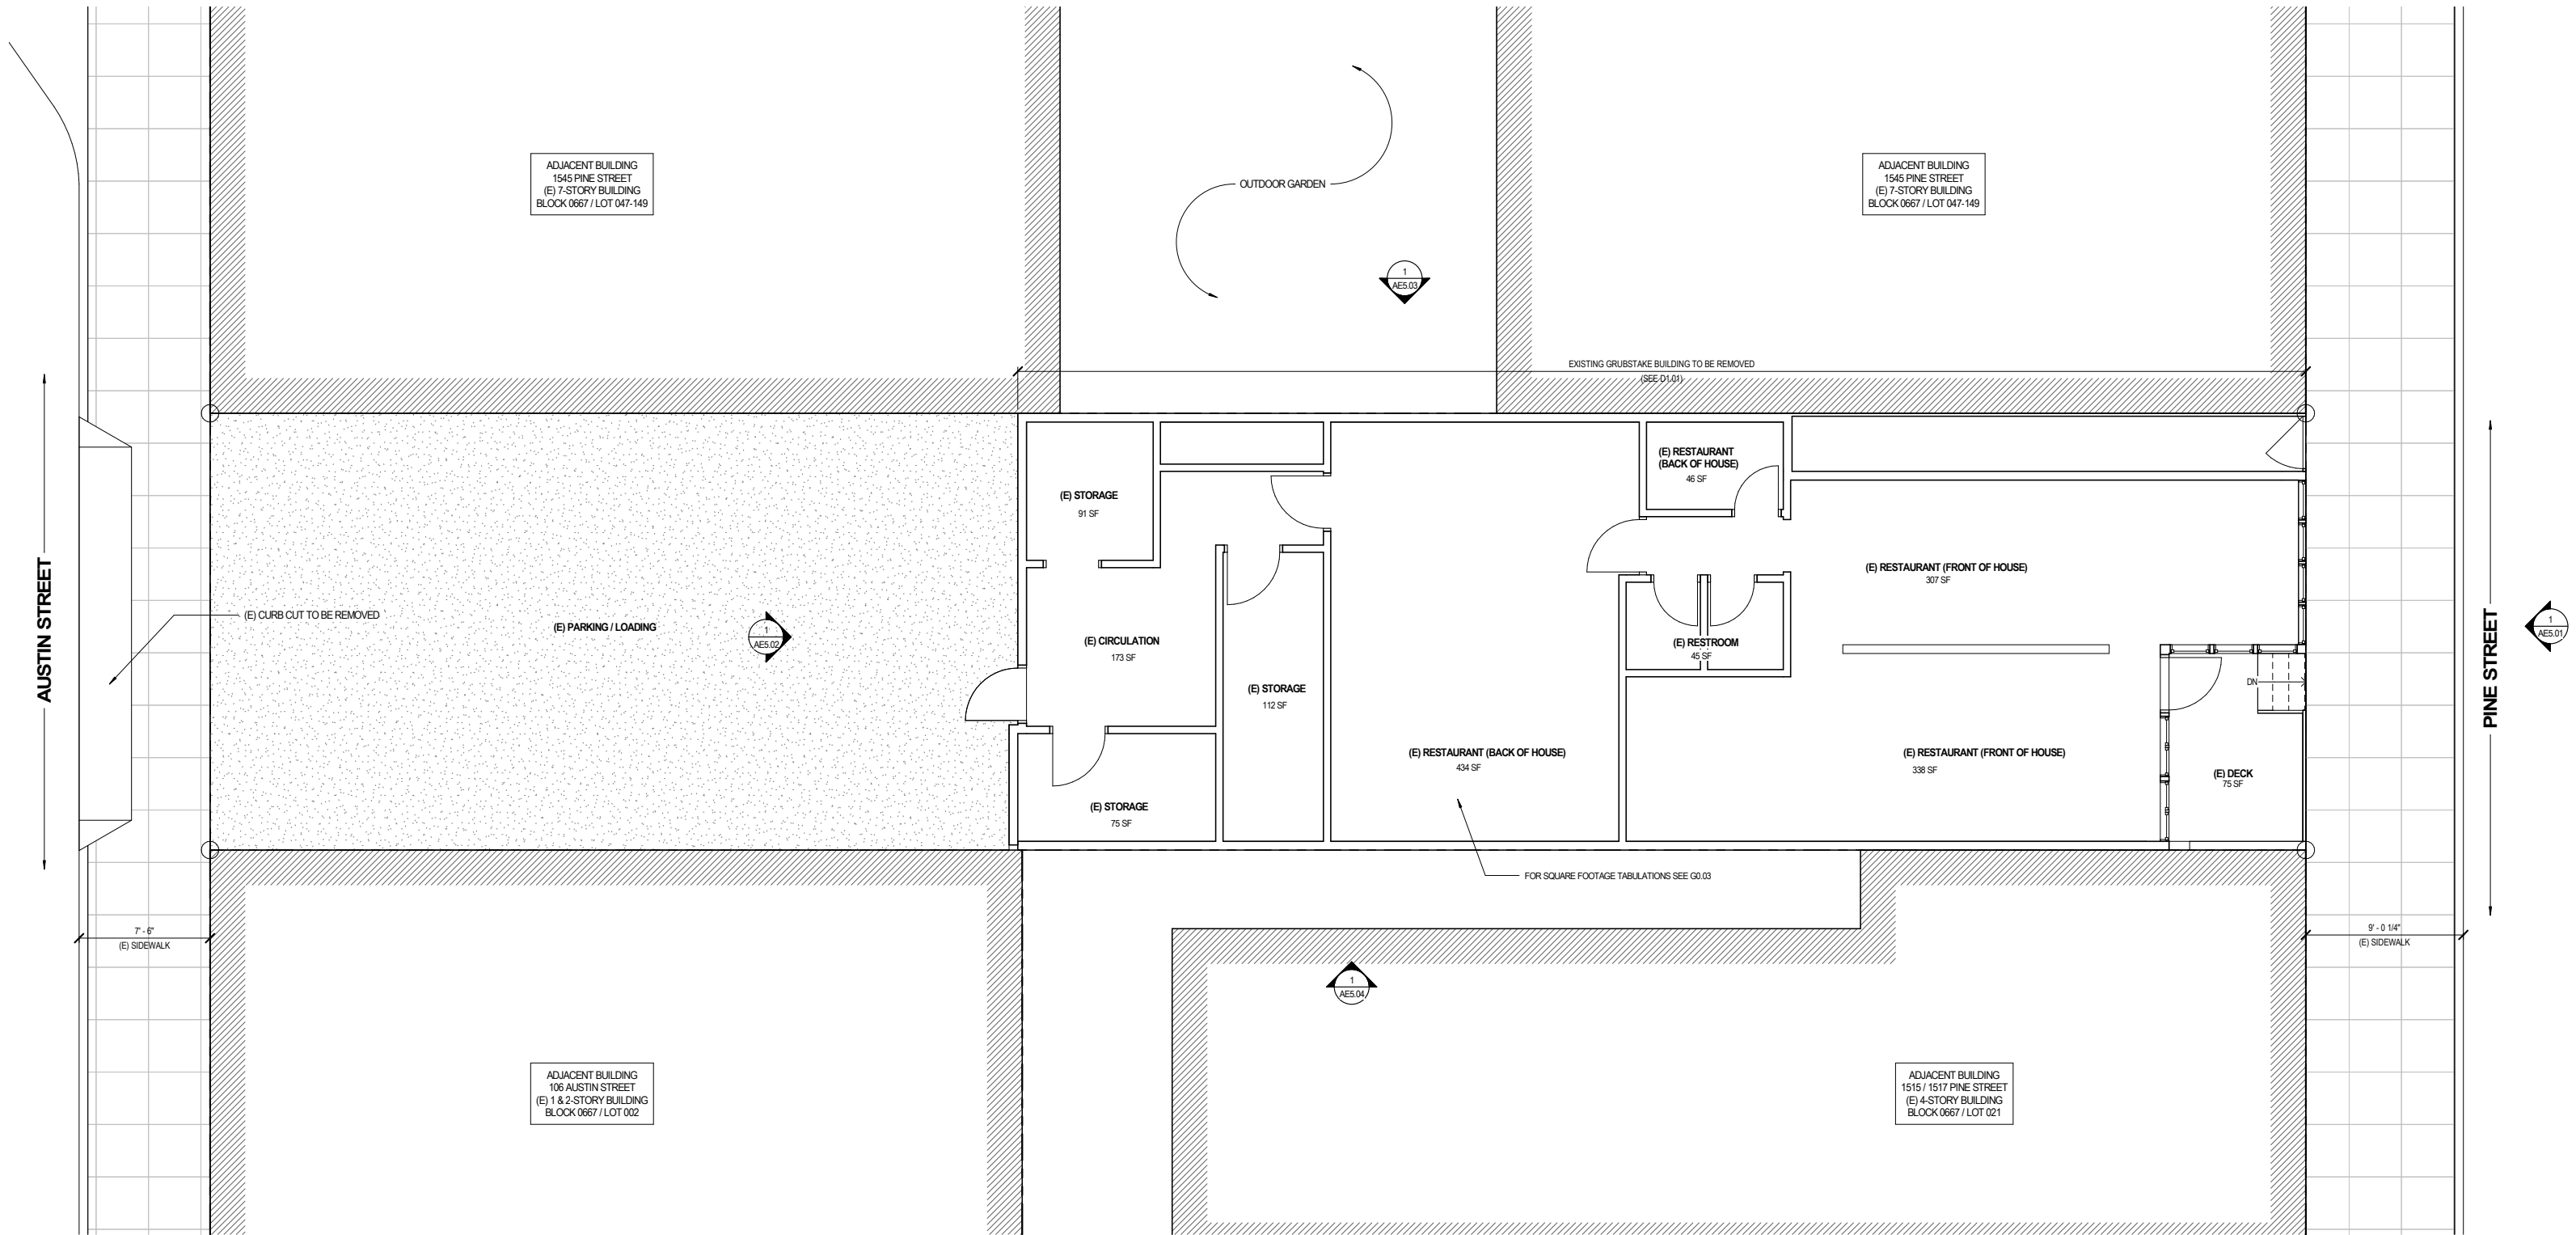 ADJACENT BUILDING
1545 PINE STREET
(E) 7-STORY BUILDING
BLOCK 0667 / LOT 047-149
OUTDOOR GARDEN
ADJACENT BUILDING
1545 PINE STREET
(E) 7-STORY BUILDING
BLOCK 0667 / LOT 047-149
1
AE5.03
EXISTING GRUBSTAKE BUILDING TO BE REMOVED
(SEE D1.01)
AUSTIN STREET
(E) CURB CUT TO BE REMOVED
(E) PARKING / LOADING
1
AE5.02
(E) STORAGE
91 SF
(E) CIRCULATION
173 SF
(E) STORAGE
112 SF
(E) STORAGE
75 SF
(E) RESTAURANT (BACK OF HOUSE)
434 SF
(E) RESTAURANT
(BACK OF HOUSE)
46 SF
(E) RESTROOM
45 SF
(E) RESTAURANT (FRONT OF HOUSE)
307 SF
(E) RESTAURANT (FRONT OF HOUSE)
338 SF
DN
(E) DECK
75 SF
PINE STREET
1
AE5.01
FOR SQUARE FOOTAGE TABULATIONS SEE G0.03
7' - 6"
(E) SIDEWALK
9' - 0 1/4"
(E) SIDEWALK
1
AE5.04
ADJACENT BUILDING
106 AUSTIN STREET
(E) 1 & 2-STORY BUILDING
BLOCK 0667 / LOT 002
ADJACENT BUILDING
1515 / 1517 PINE STREET
(E) 4-STORY BUILDING
BLOCK 0667 / LOT 021